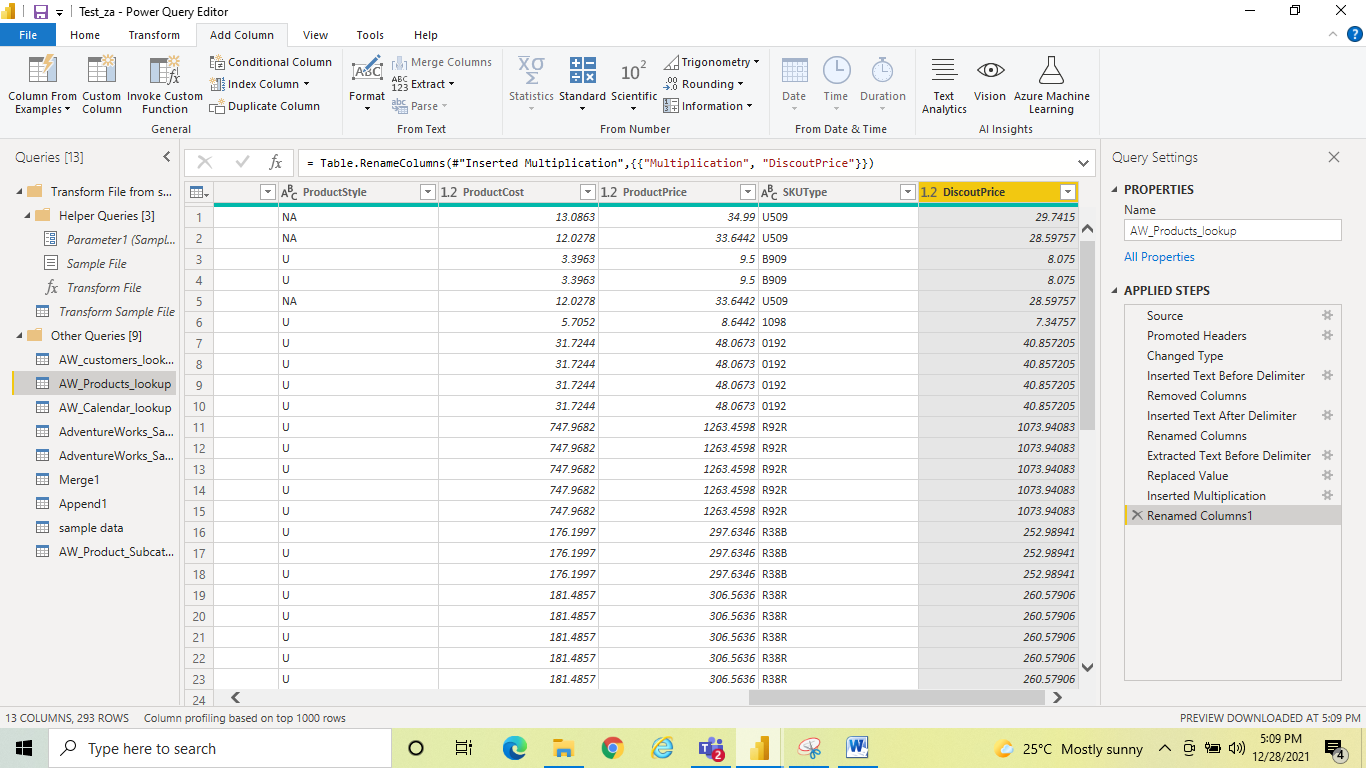 Test_za - Power Query Editor
File Home Transform Add Column View Tools Help
Column From Examples
Custom Column
Invoke Custom Function
Conditional Column
Index Column
Duplicate Column
General
Format
Merge Columns
ABC 123 Extract
abc Parse
From Text
Statistics
Standard
10² Scientific
Trigonometry
.00 Rounding
Information
From Number
Date
Time
Duration
From Date & Time
Text Analytics
Vision
Azure Machine Learning
AI Insights
Queries [13]
fx = Table.RenameColumns(#"Inserted Multiplication",{{"Multiplication", "DiscoutPrice"}})
Query Settings
Transform File from s...
Helper Queries [3]
Parameter1 (Sampl...
Sample File
fx Transform File
Transform Sample File
Other Queries [9]
AW_customers_look...
AW_Products_lookup
AW_Calendar_lookup
AdventureWorks_Sa...
AdventureWorks_Sa...
Merge1
Append1
sample data
AW_Product_Subcat...
ABC ProductStyle 1.2 ProductCost 1.2 ProductPrice ABC SKUType 1.2 DiscoutPrice
1 NA 13.0863 34.99 U509 29.7415
2 NA 12.0278 33.6442 U509 28.59757
3 U 3.3963 9.5 B909 8.075
4 U 3.3963 9.5 B909 8.075
5 NA 12.0278 33.6442 U509 28.59757
6 U 5.7052 8.6442 1098 7.34757
7 U 31.7244 48.0673 0192 40.857205
8 U 31.7244 48.0673 0192 40.857205
9 U 31.7244 48.0673 0192 40.857205
10 U 31.7244 48.0673 0192 40.857205
11 U 747.9682 1263.4598 R92R 1073.94083
12 U 747.9682 1263.4598 R92R 1073.94083
13 U 747.9682 1263.4598 R92R 1073.94083
14 U 747.9682 1263.4598 R92R 1073.94083
15 U 747.9682 1263.4598 R92R 1073.94083
16 U 176.1997 297.6346 R38B 252.98941
17 U 176.1997 297.6346 R38B 252.98941
18 U 176.1997 297.6346 R38B 252.98941
19 U 181.4857 306.5636 R38R 260.57906
20 U 181.4857 306.5636 R38R 260.57906
21 U 181.4857 306.5636 R38R 260.57906
22 U 181.4857 306.5636 R38R 260.57906
23 U 181.4857 306.5636 R38R 260.57906
24
PROPERTIES
Name
AW_Products_lookup
All Properties
APPLIED STEPS
Source
Promoted Headers
Changed Type
Inserted Text Before Delimiter
Removed Columns
Inserted Text After Delimiter
Renamed Columns
Extracted Text Before Delimiter
Replaced Value
Inserted Multiplication
Renamed Columns1
13 COLUMNS, 293 ROWS Column profiling based on top 1000 rows PREVIEW DOWNLOADED AT 5:09 PM
Type here to search
2
25°C Mostly sunny
5:09 PM
12/28/2021
4